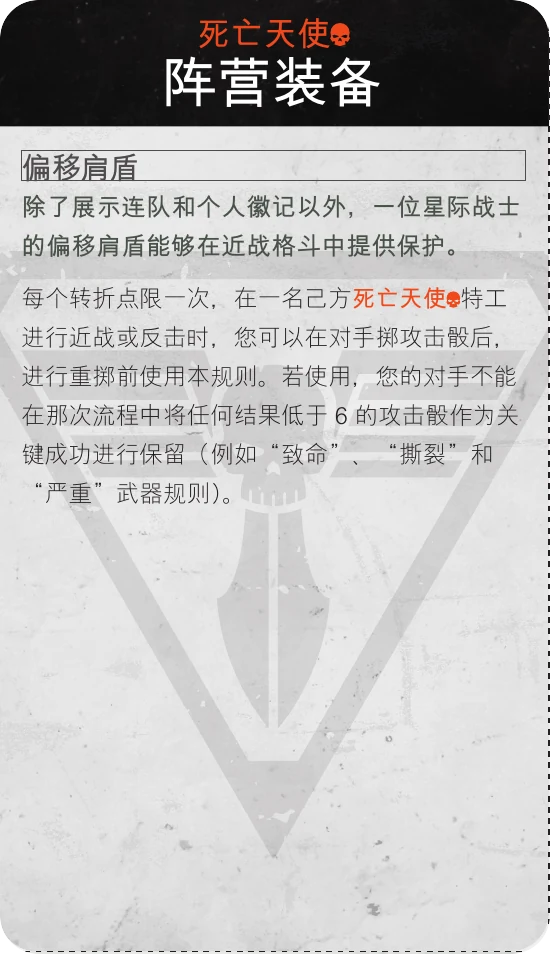 死亡天使
阵营装备
偏移肩盾
除了展示连队和个人徽记以外，一位星际战士
的偏移肩盾能够在近战格斗中提供保护。
每个转折点限一次，在一名己方死亡天使特工
进行近战或反击时，您可以在对手掷攻击骰后，
进行重掷前使用本规则。若使用，您的对手不能
在那次流程中将任何结果低于 6 的攻击骰作为关
键成功进行保留（例如“致命”、“撕裂”和
“严重”武器规则）。